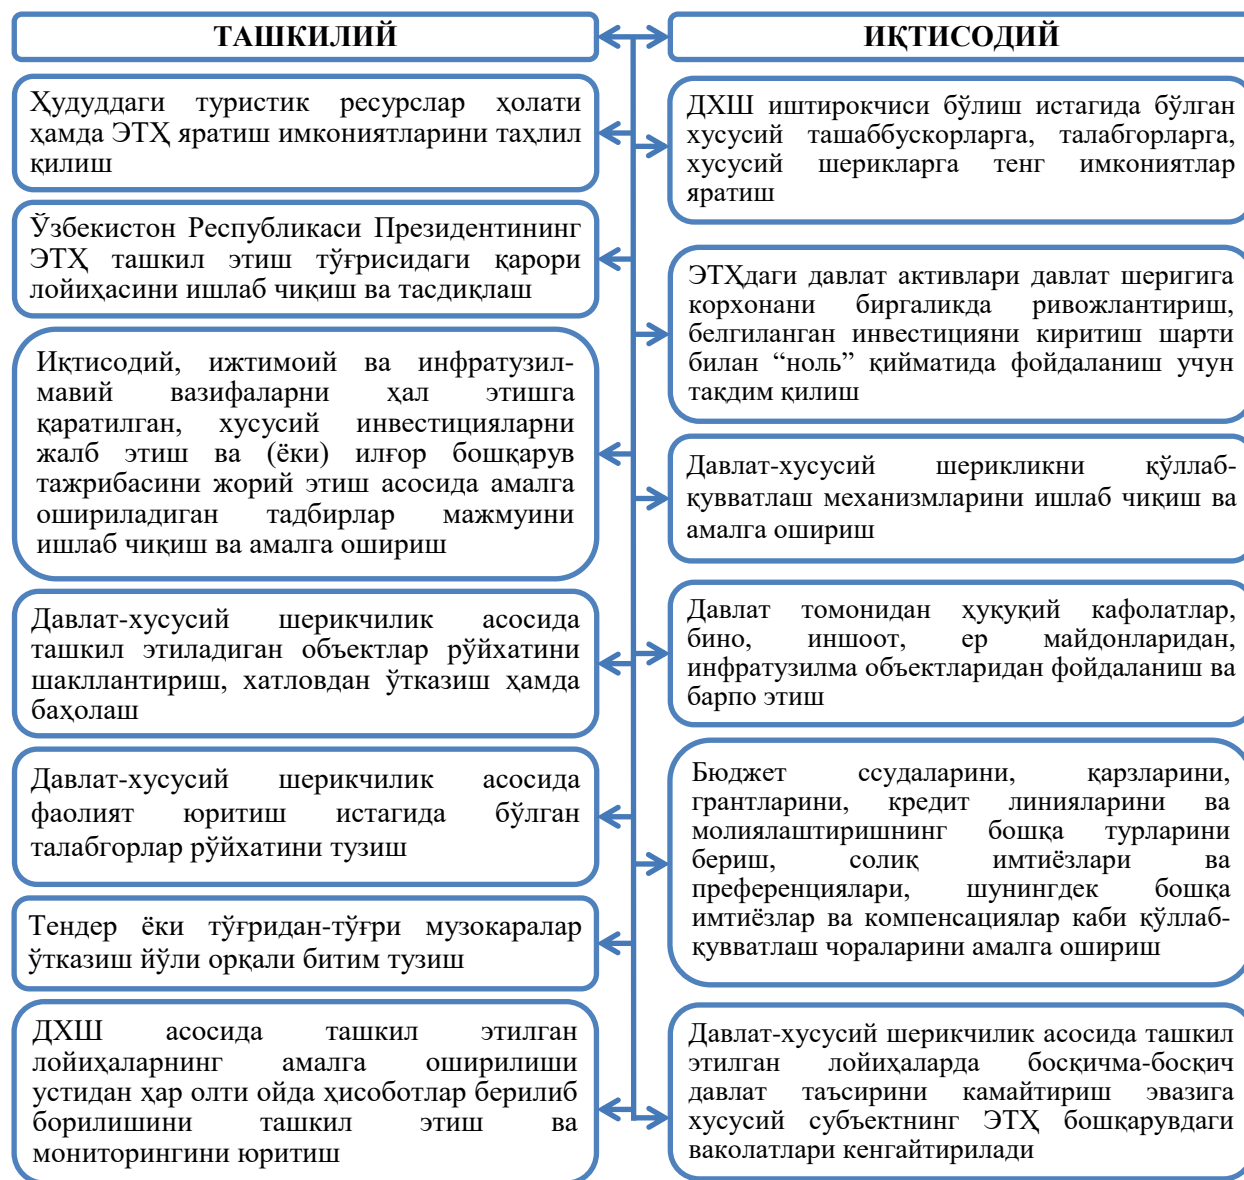 ТАШКИЛИЙ
Ҳудуддаги туристик ресурслар ҳолати
ҳамда ЭТҲ яратиш имкониятларини таҳлил
қилиш
Ўзбекистон Республикаси Президентининг
ЭТҲ ташкил этиш тўғрисидаги қарори
лойиҳасини ишлаб чиқиш ва тасдиқлаш
Иқтисодий, ижтимоий ва инфратузил-
мавий вазифаларни ҳал этишга
қаратилган, хусусий инвестицияларни
жалб этиш ва (ёки) илғор бошқарув
тажрибасини жорий этиш асосида амалга
ошириладиган тадбирлар мажмуини
ишлаб чиқиш ва амалга ошириш
Давлат-хусусий шерикчилик асосида
ташкил этиладиган объектлар рўйхатини
шакллантириш, хатловдан ўтказиш ҳамда
баҳолаш
Давлат-хусусий шерикчилик асосида
фаолият юритиш истагида бўлган
талабгорлар рўйхатини тузиш
Тендер ёки тўғридан-тўғри музокаралар
ўтказиш йўли орқали битим тузиш
ДХШ асосида ташкил этилган
лойиҳаларнинг амалга оширилиши
устидан ҳар олти ойда ҳисоботлар берилиб
борилишини ташкил этиш ва
мониторингини юритиш
ИҚТИСОДИЙ
ДХШ иштирокчиси бўлиш истагида бўлган
хусусий ташаббускорларга, талабгорларга,
хусусий шерикларга тенг имкониятлар
яратиш
ЭТҲдаги давлат активлари давлат шеригига
корхонани биргаликда ривожлантириш,
белгиланган инвестицияни киритиш шарти
билан “ноль” қийматида фойдаланиш учун
тақдим қилиш
Давлат-хусусий шерикликни қўллаб-
қувватлаш механизмларини ишлаб чиқиш ва
амалга ошириш
Давлат томонидан ҳуқуқий кафолатлар,
бино, иншоот, ер майдонларидан,
инфратузилма объектларидан фойдаланиш ва
барпо этиш
Бюджет ссудаларини, қарзларини,
грантларини, кредит линияларини ва
молиялаштиришнинг бошқа турларини
бериш, солиқ имтиёзлари ва
преференциялари, шунингдек бошқа
имтиёзлар ва компенсациялар каби қўллаб-
қувватлаш чораларини амалга ошириш
Давлат-хусусий шерикчилик асосида ташкил
этилган лойиҳаларда босқичма-босқич
давлат таъсирини камайтириш эвазига
хусусий субъектнинг ЭТҲ бошқарувдаги
ваколатлари кенгайтирилади